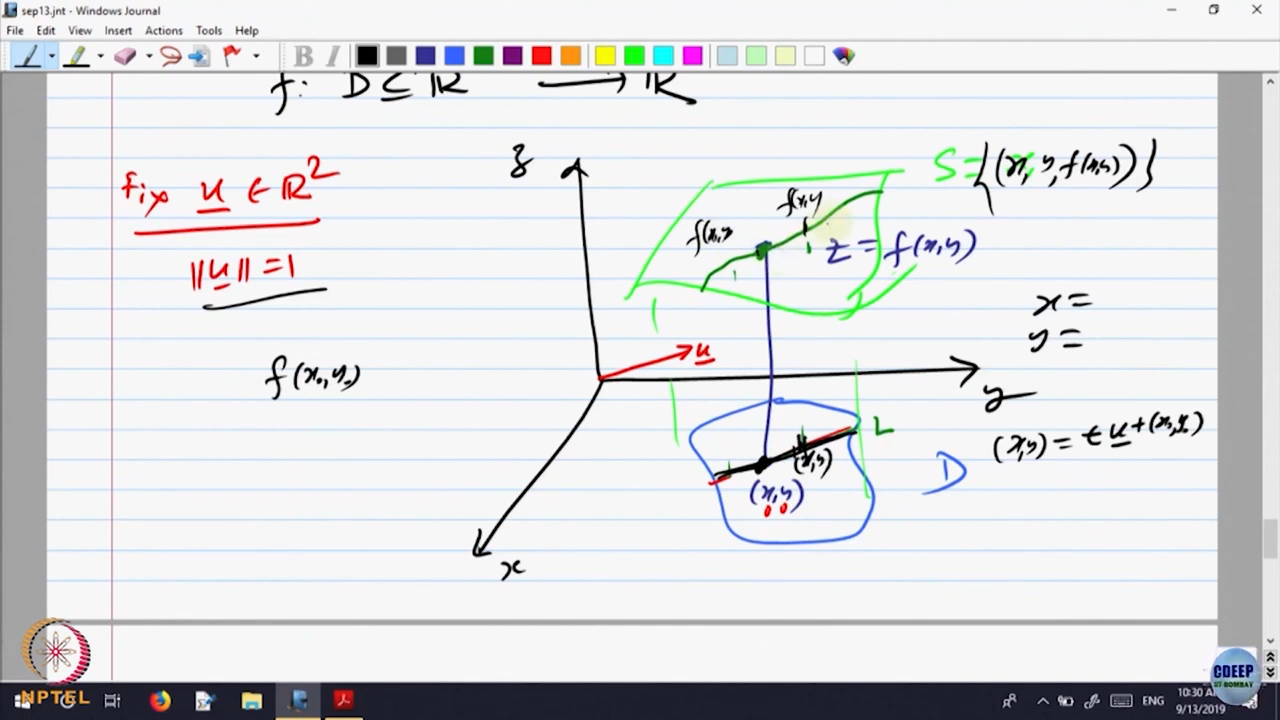 sep13.jnt - Windows Journal
File Edit View Insert Actions Tools Help
B I
f: D ⊆ ℝ → ℝ
Fix u ∈ ℝ²
||u|| = 1
f(x₀, y₀)
z
S = {(x, y, f(x,y))}
f(x,y
f(x,y
z = f(x,y)
u
y
x
L
(x,y)
(x₀,y₀)
D
x =
y =
(x,y) = t u + (x₀,y₀)
NPTEL
CDEEP
IIT BOMBAY
ENG
10:30 A
9/13/2019